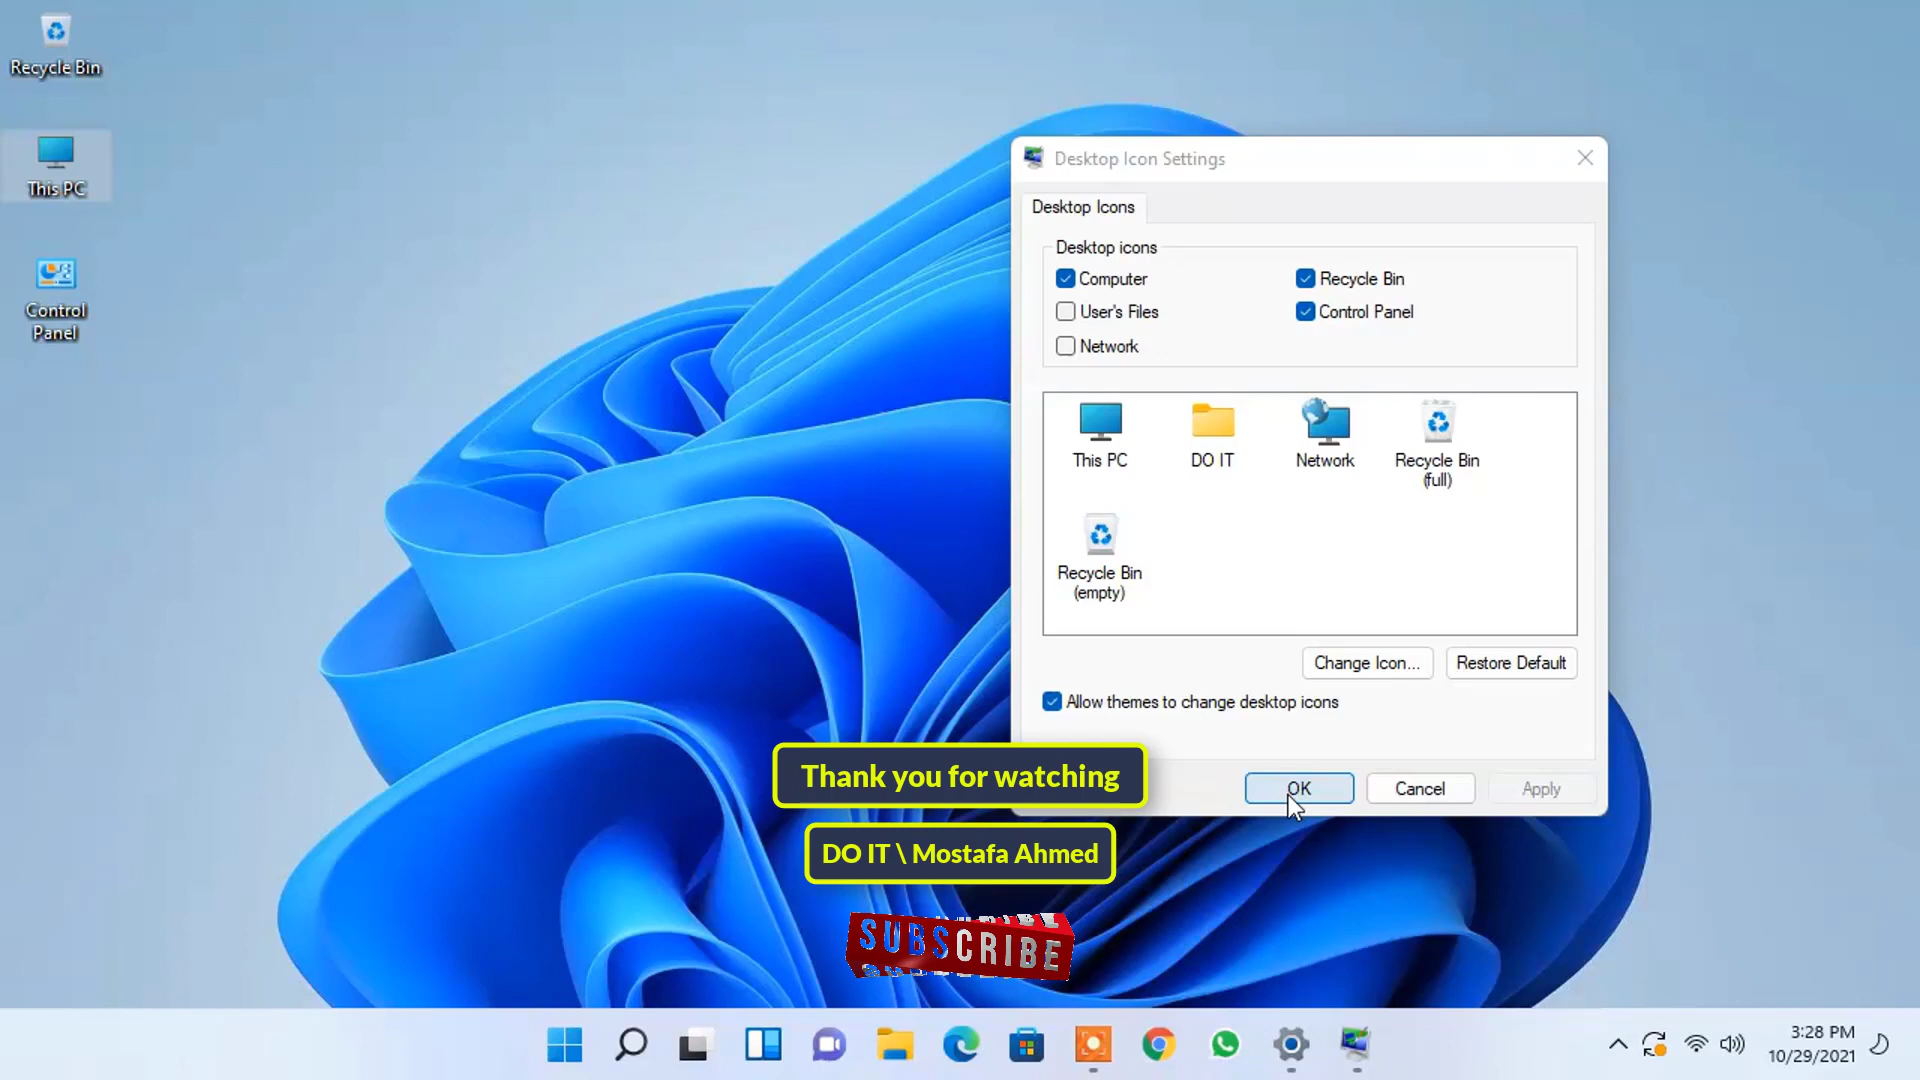 Recycle Bin
This PC
Control
Panel
Desktop Icon Settings
Desktop Icons
Desktop icons
Computer
Recycle Bin
User's Files
Control Panel
Network
This PC
DO IT
Network
Recycle Bin
(full)
Recycle Bin
(empty)
Change Icon...
Restore Default
Allow themes to change desktop icons
OK
Cancel
Apply
Thank you for watching
DO IT \ Mostafa Ahmed
SUBSCRIBE
3:28 PM
10/29/2021